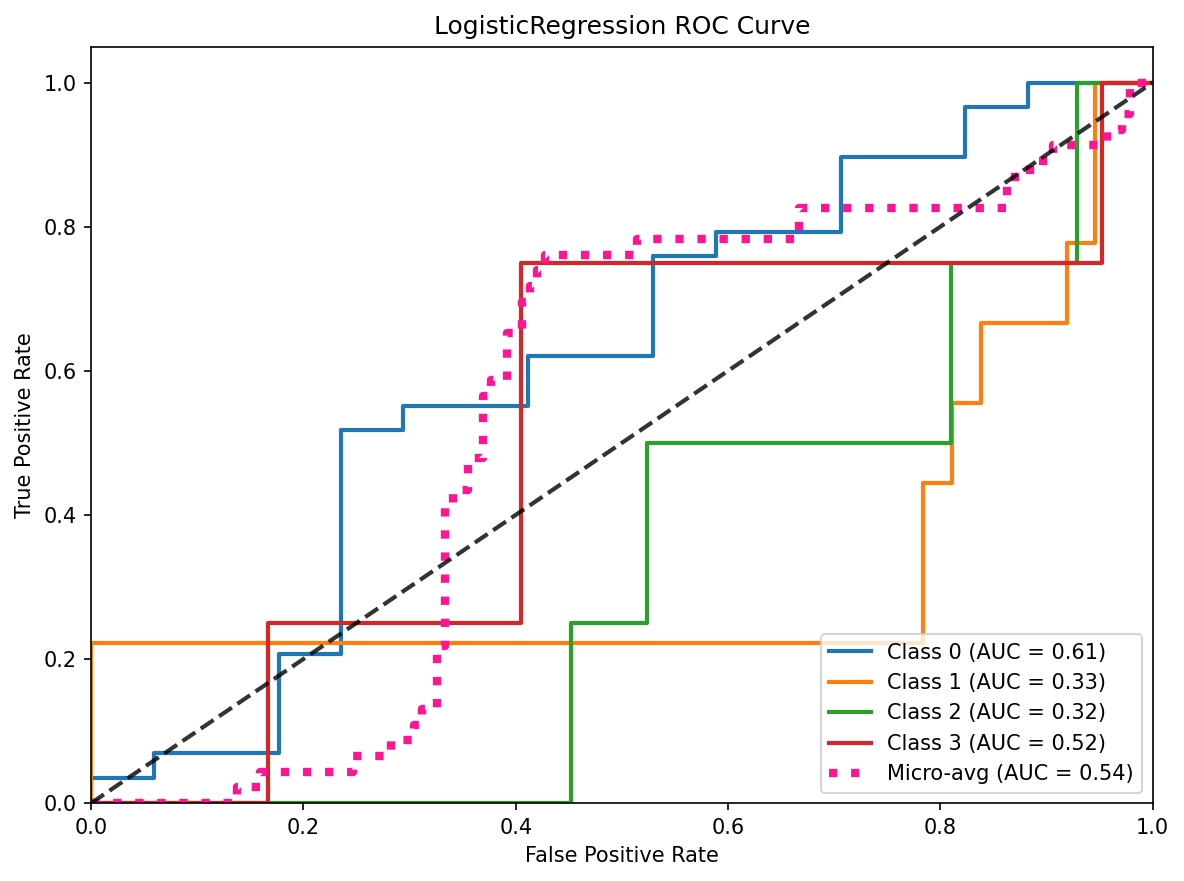 LogisticRegression ROC Curve
True Positive Rate
1.0
0.8
0.6
0.4
0.2
0.0
0.0 0.2 0.4 0.6 0.8 1.0
False Positive Rate
Class 0 (AUC = 0.61)
Class 1 (AUC = 0.33)
Class 2 (AUC = 0.32)
Class 3 (AUC = 0.52)
Micro-avg (AUC = 0.54)